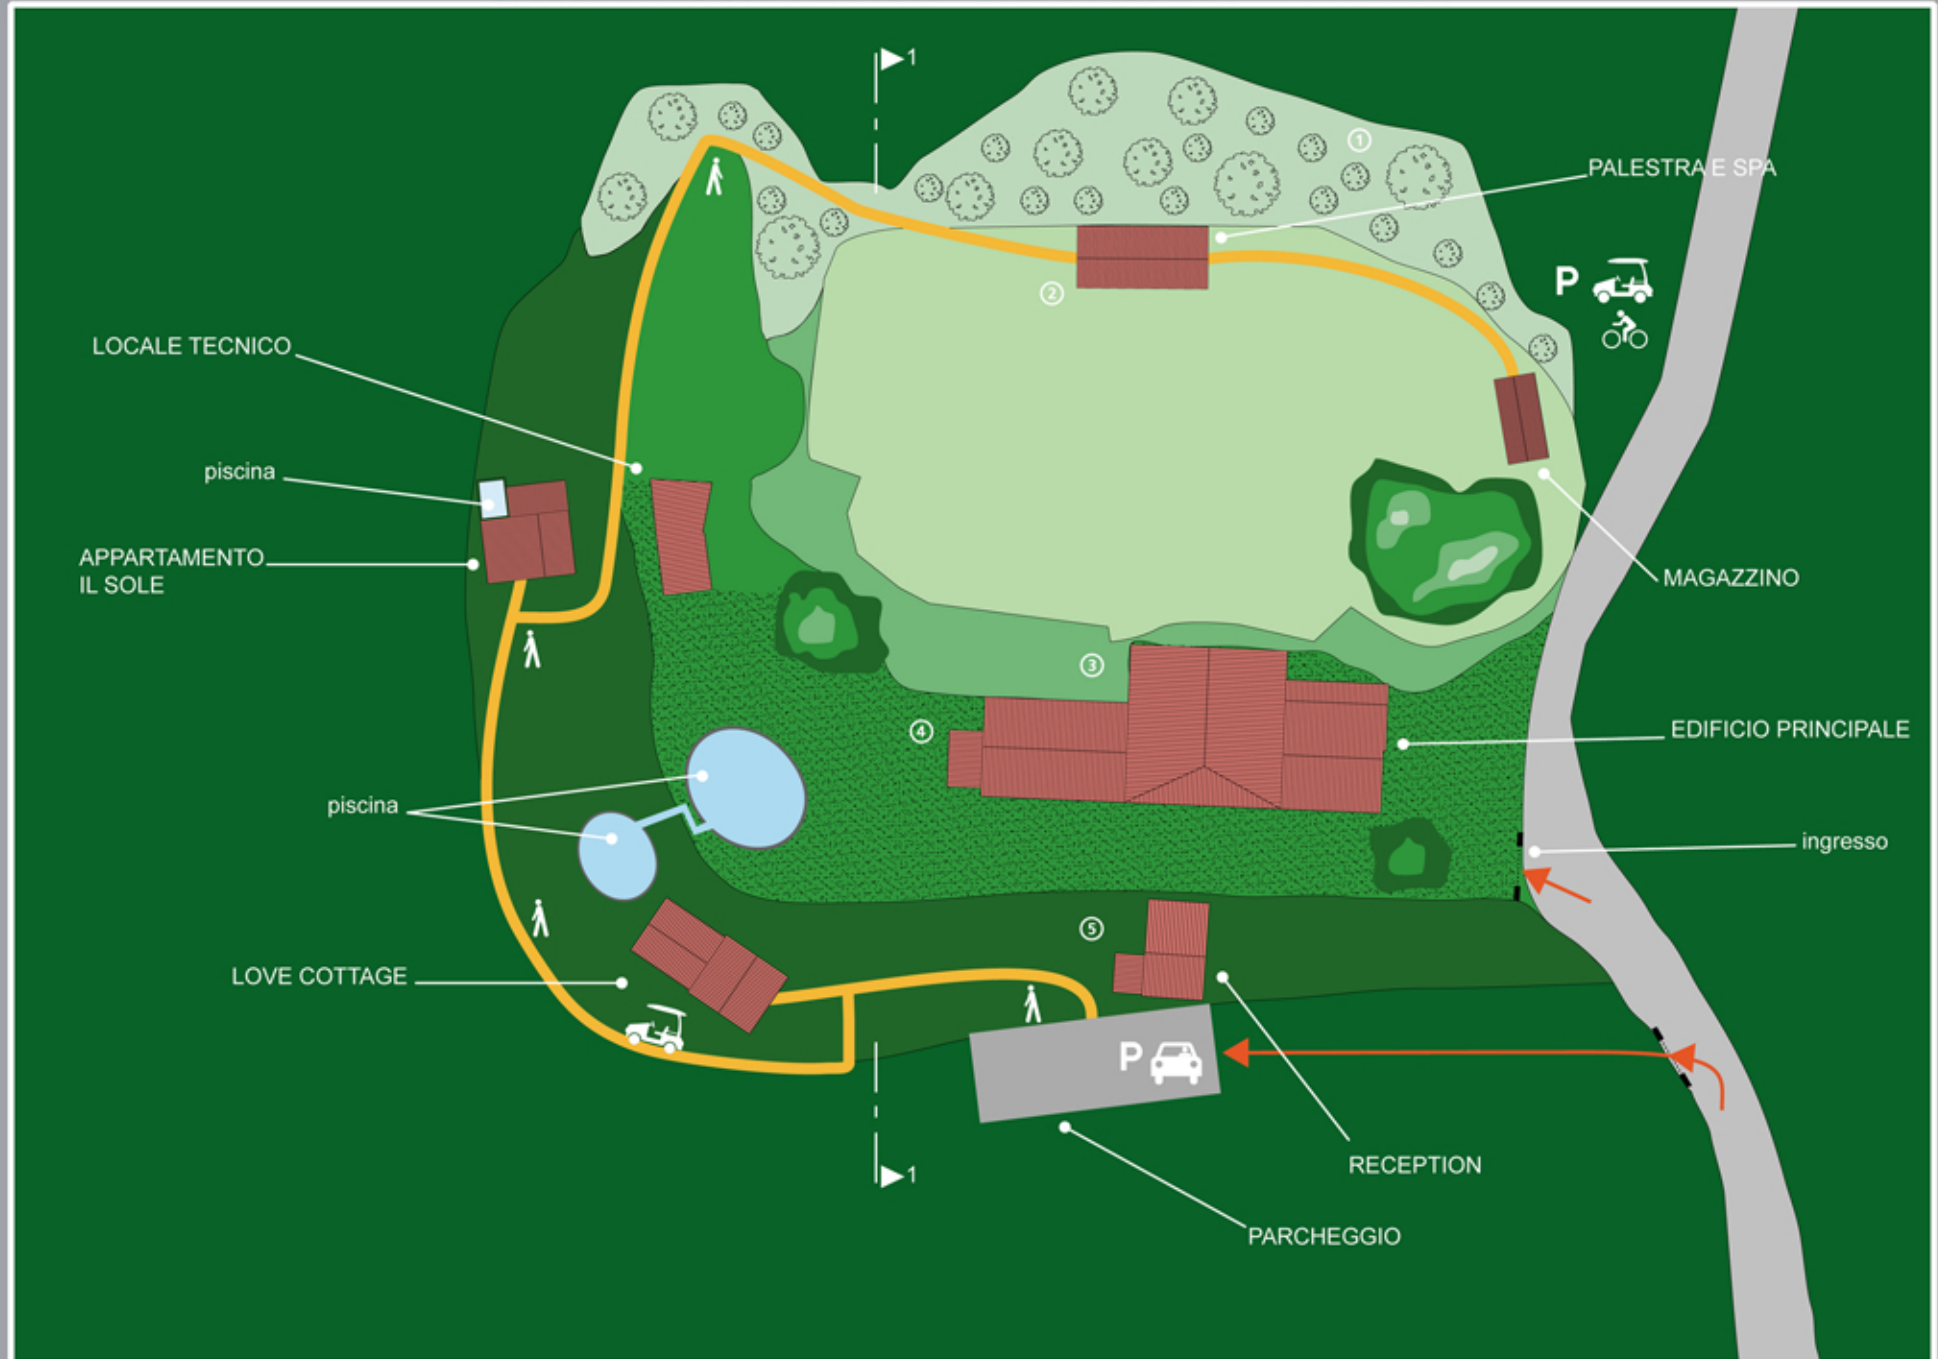 1
1
PALESTRA E SPA
2
P
LOCALE TECNICO
piscina
APPARTAMENTO
IL SOLE
MAGAZZINO
3
4
EDIFICIO PRINCIPALE
piscina
ingresso
5
LOVE COTTAGE
P
RECEPTION
1
PARCHEGGIO